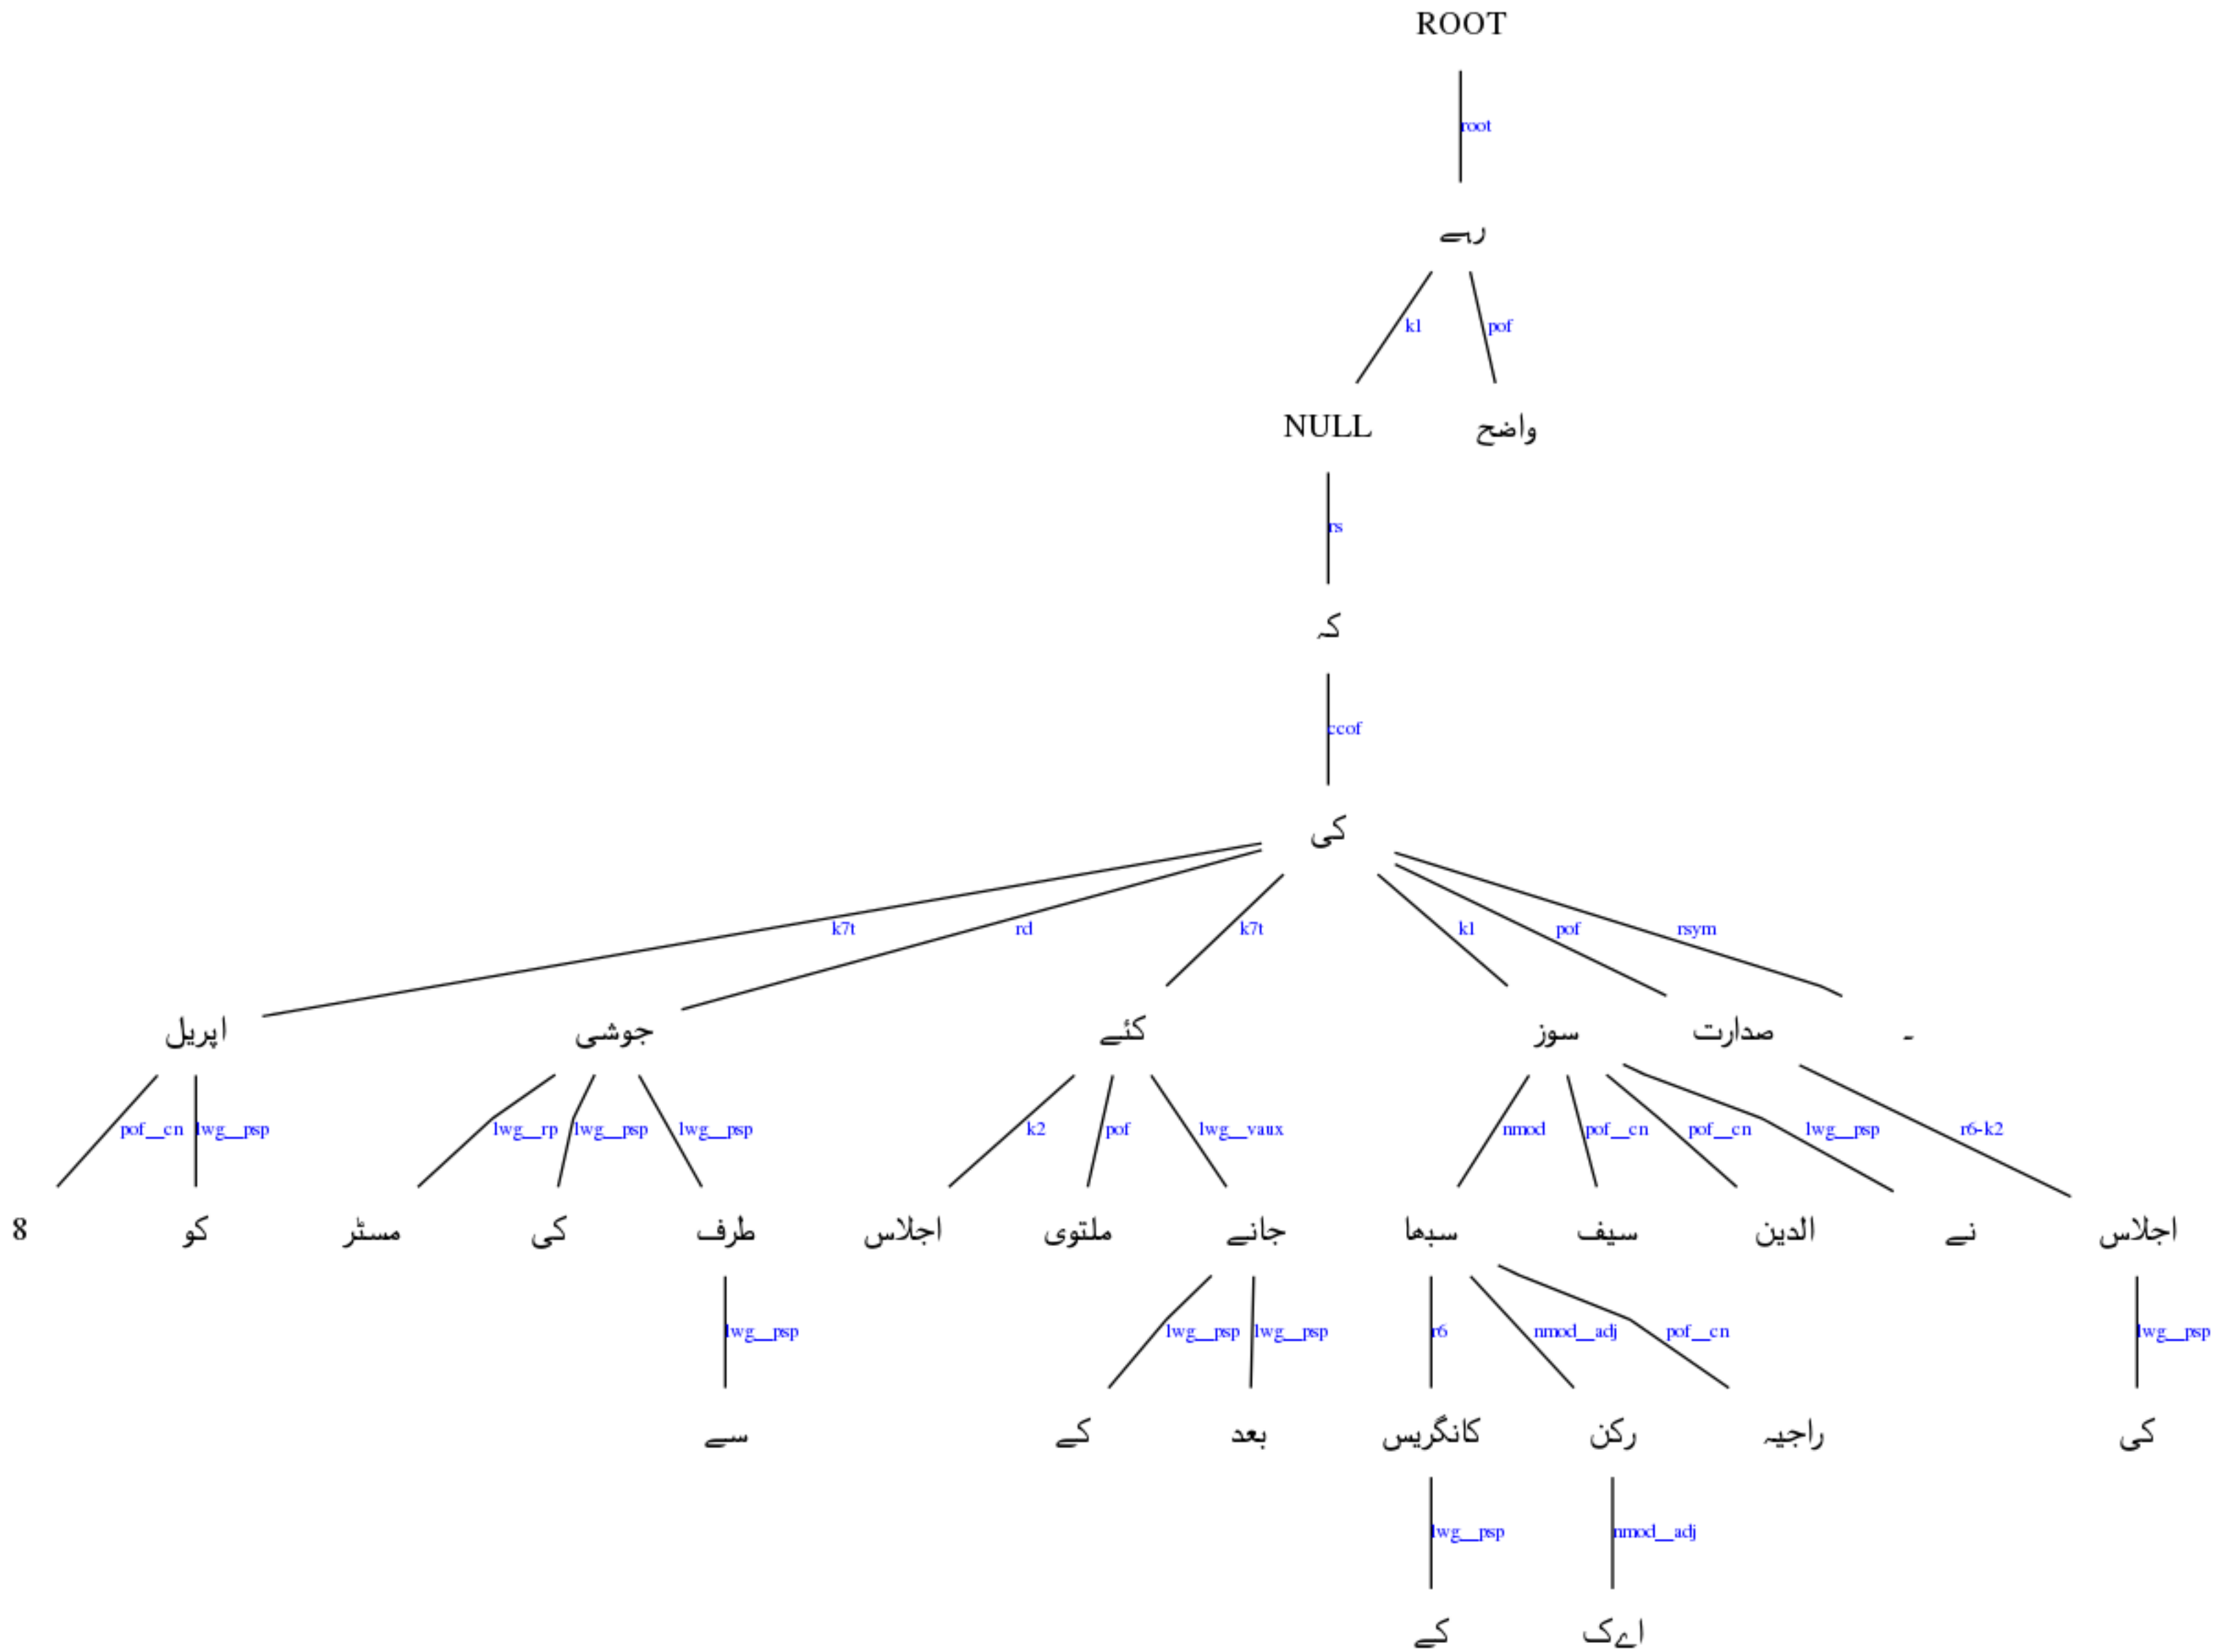 ROOT
root
رہے
k1 pof
NULL واضح
rs
کہ
ccof
کی
k7t rd k7t k1 pof rsym
اپریل جوشی کئے سوز صدارت ۔
pof__cn lwg__psp lwg__rp lwg__psp lwg__psp k2 pof lwg__vaux nmod pof__cn pof__cn lwg__psp r6-k2
8 کو مسٹر کی طرف اجلاس ملتوی جانے سبھا سیف الدین نے اجلاس
lwg__psp lwg__psp lwg__psp r6 nmod__adj pof__cn lwg__psp
سے کے بعد کانگریس رکن راجیہ کی
lwg__psp nmod__adj
کے اےک